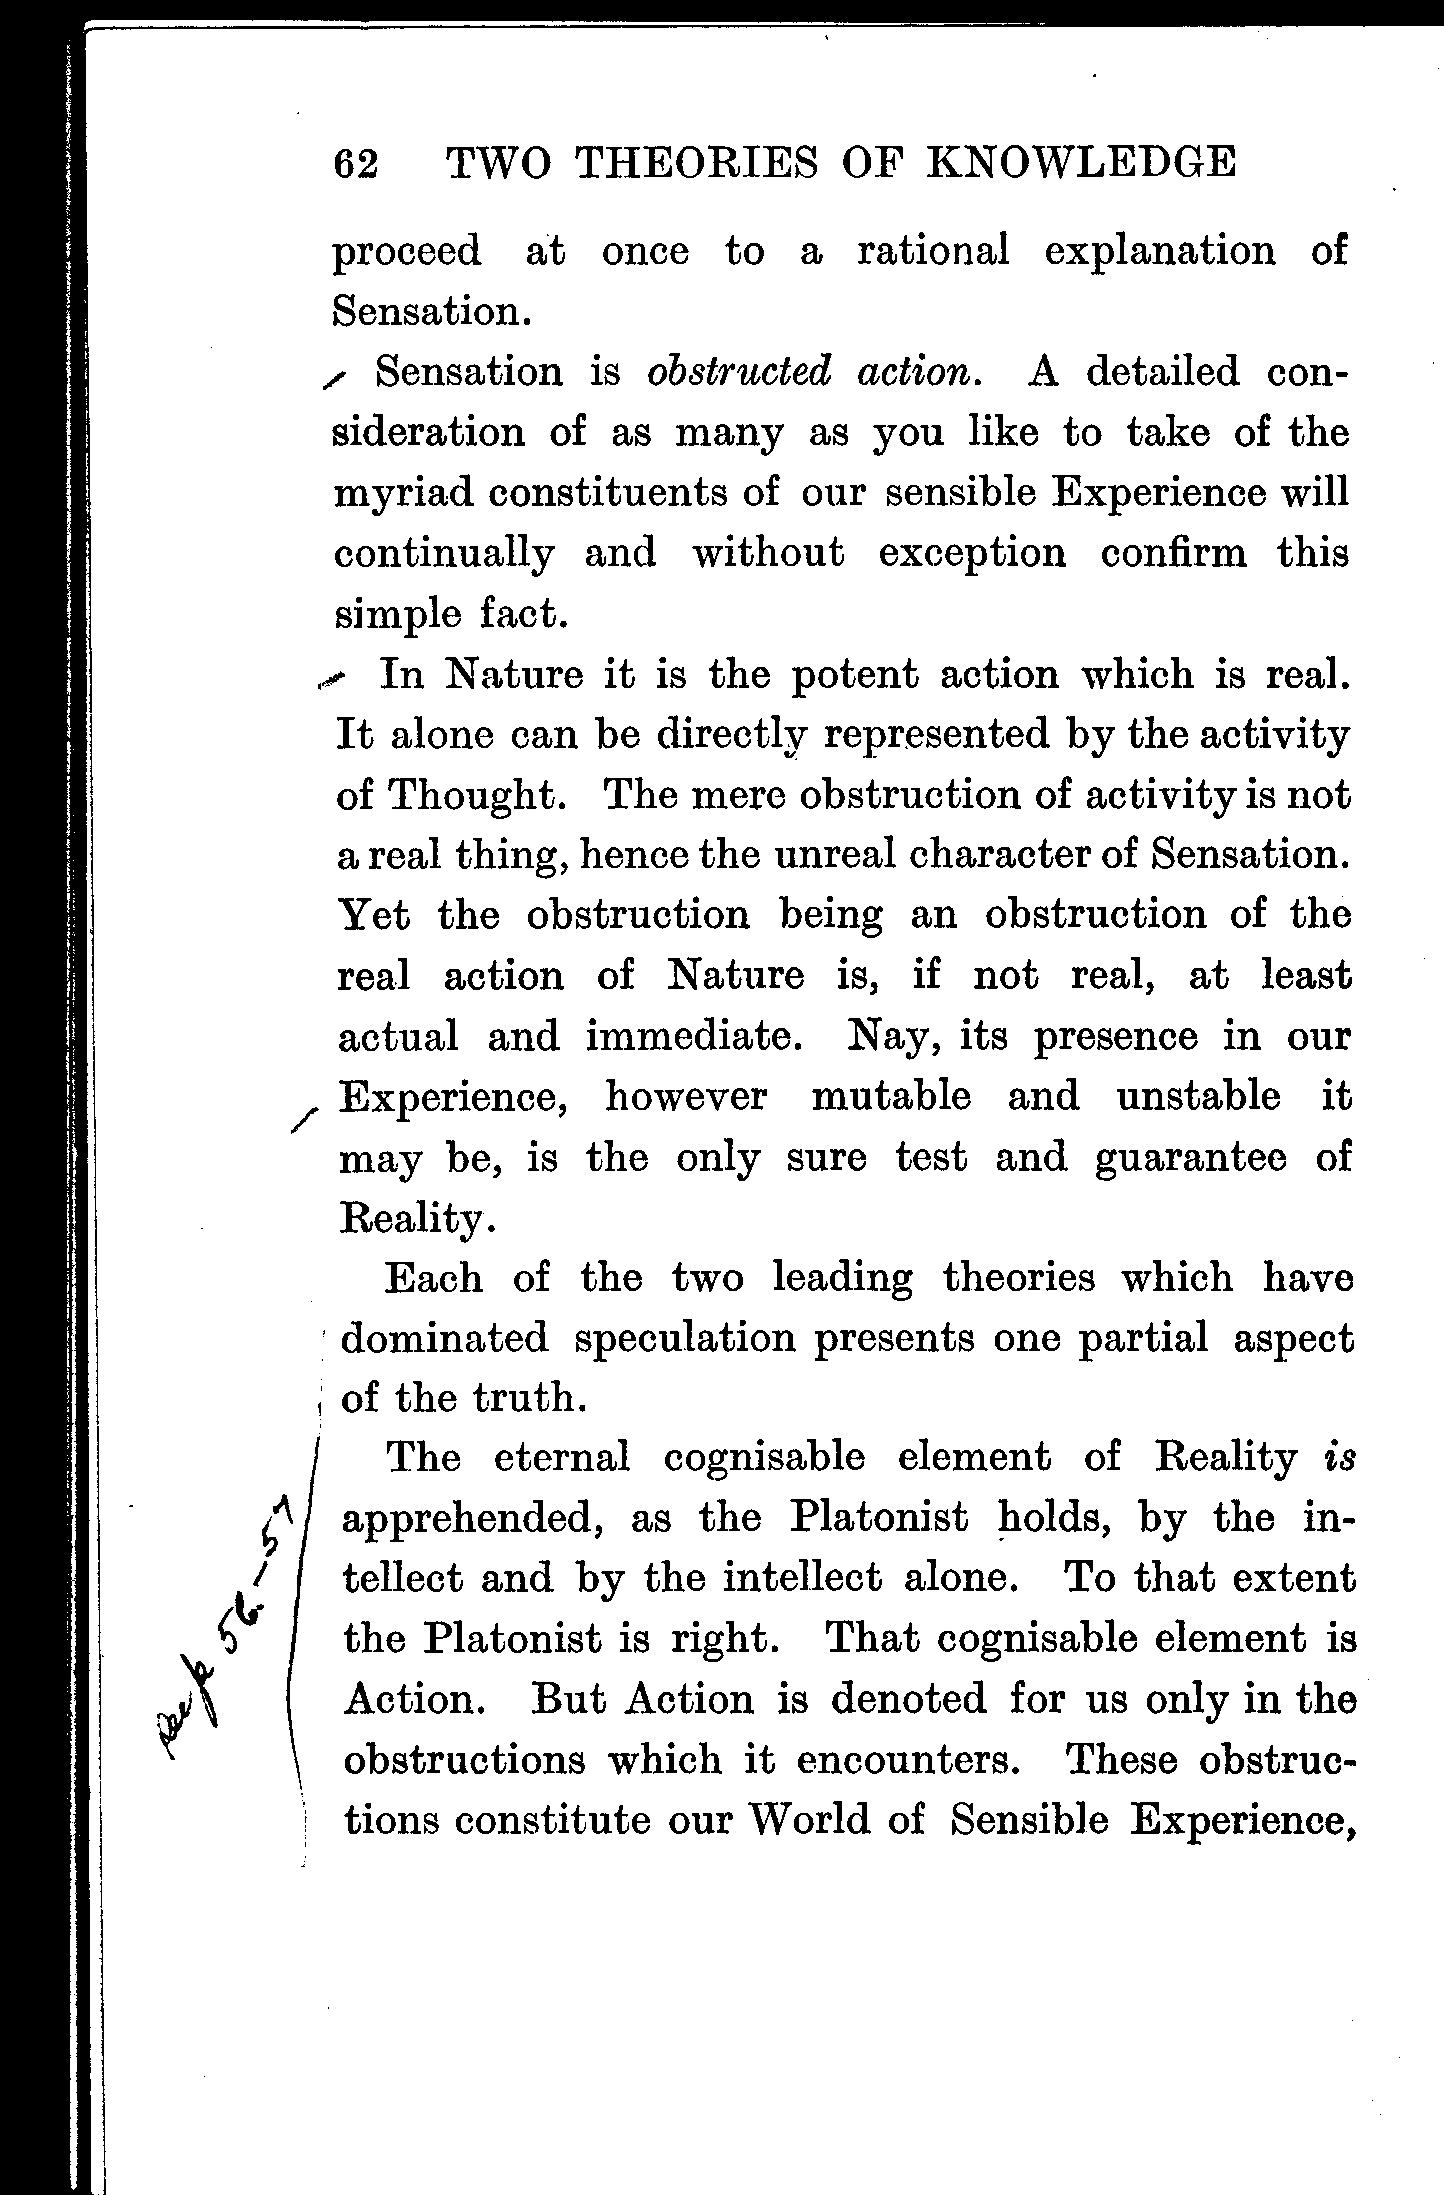 62 TWO THEORIES OF KNOWLEDGE
proceed at once to a rational explanation of
Sensation.
Sensation is obstructed action. A detailed con-
sideration of as many as you like to take of the
myriad constituents of our sensible Experience will
continually and without exception confirm this
simple fact.
In Nature it is the potent action which is real.
It alone can be directly represented by the activity
of Thought. The mere obstruction of activity is not
a real thing, hence the unreal character of Sensation.
Yet the obstruction being an obstruction of the
real action of Nature is, if not real, at least
actual and immediate. Nay, its presence in our
Experience, however mutable and unstable it
may be, is the only sure test and guarantee of
Reality.
Each of the two leading theories which have
dominated speculation presents one partial aspect
of the truth.
The eternal cognisable element of Reality is
apprehended, as the Platonist holds, by the in-
tellect and by the intellect alone. To that extent
the Platonist is right. That cognisable element is
Action. But Action is denoted for us only in the
obstructions which it encounters. These obstruc-
tions constitute our World of Sensible Experience,
see p 56-57